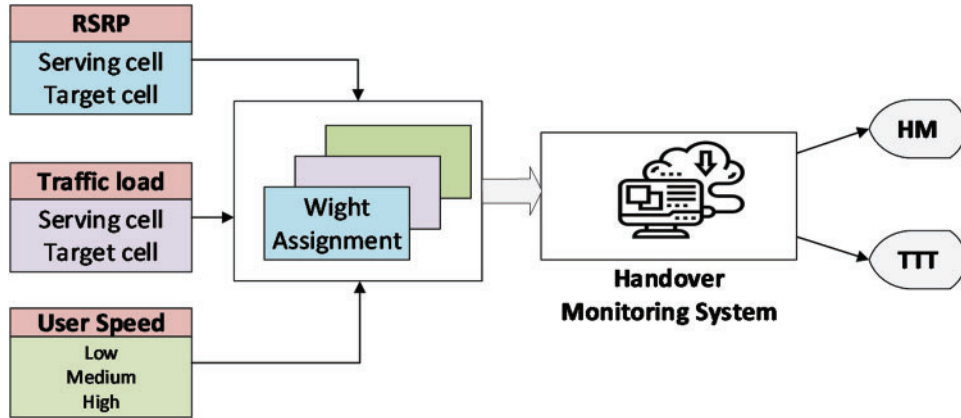 RSRP
Serving cell
Target cell
Traffic load
Serving cell
Target cell
User Speed
Low
Medium
High
Wight
Assignment
Handover
Monitoring System
HM
TTT